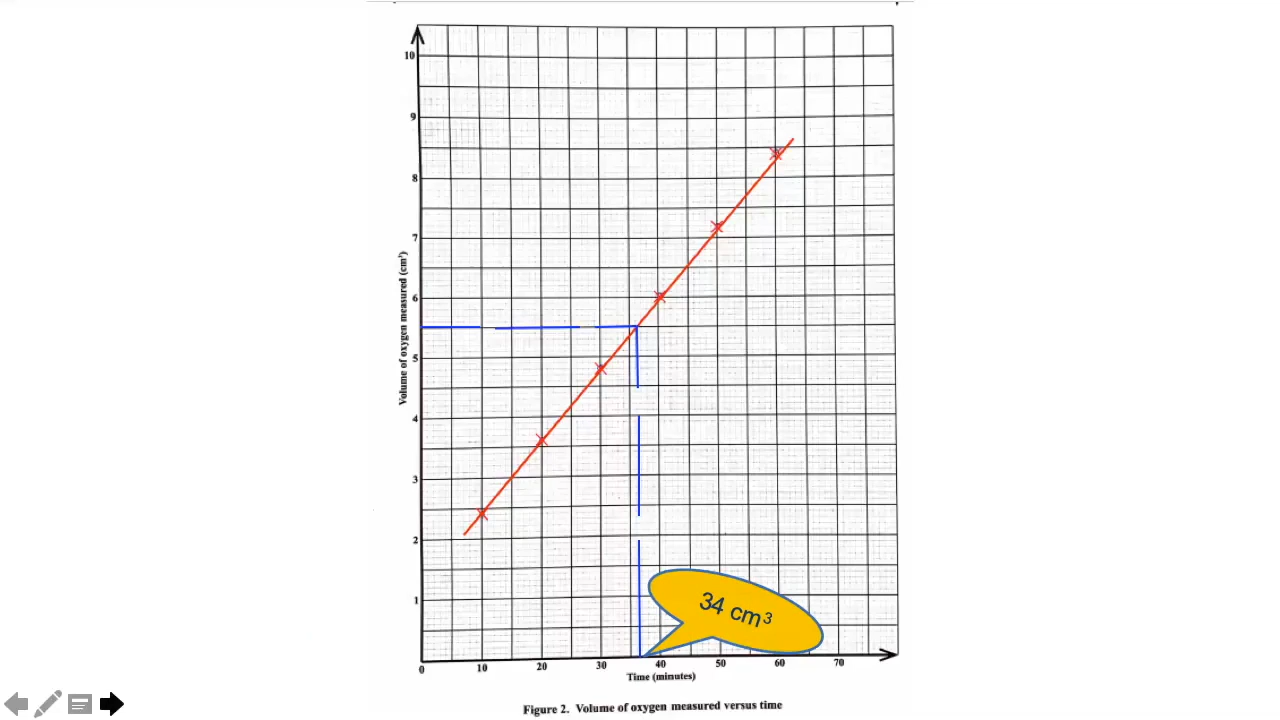 10
9
8
7
6
5
4
3
2
1
Volume of oxygen measured (cm³)
34 cm³
0 10 20 30 40 50 60 70
Time (minutes)
Figure 2. Volume of oxygen measured versus time